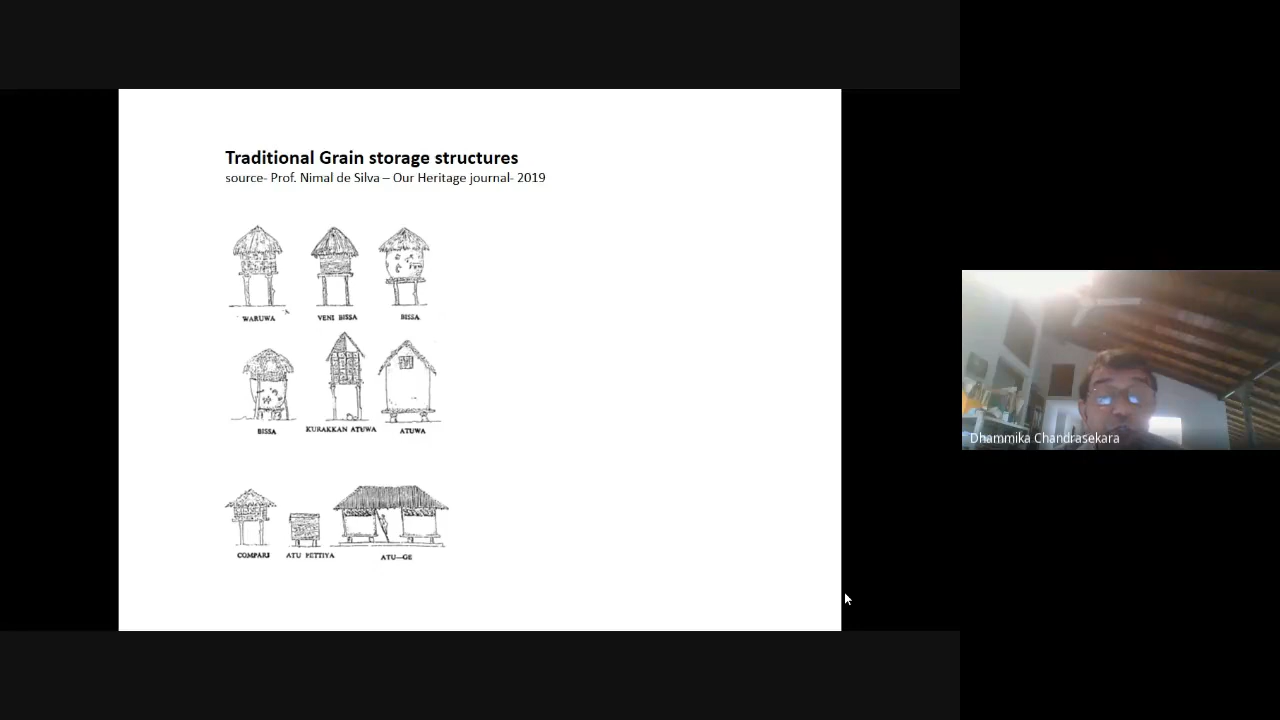 Traditional Grain storage structures
source- Prof. Nimal de Silva – Our Heritage journal- 2019
WARUWA VENI BISSA BISSA
BISSA KURAKKAN ATUWA ATUWA
COMPARI ATU PETTIYA ATU—GE
Dhammika Chandrasekara